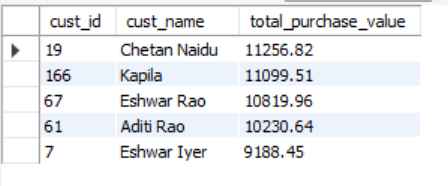 cust_id cust_name total_purchase_value
19 Chetan Naidu 11256.82
166 Kapila 11099.51
67 Eshwar Rao 10819.96
61 Aditi Rao 10230.64
7 Eshwar Iyer 9188.45